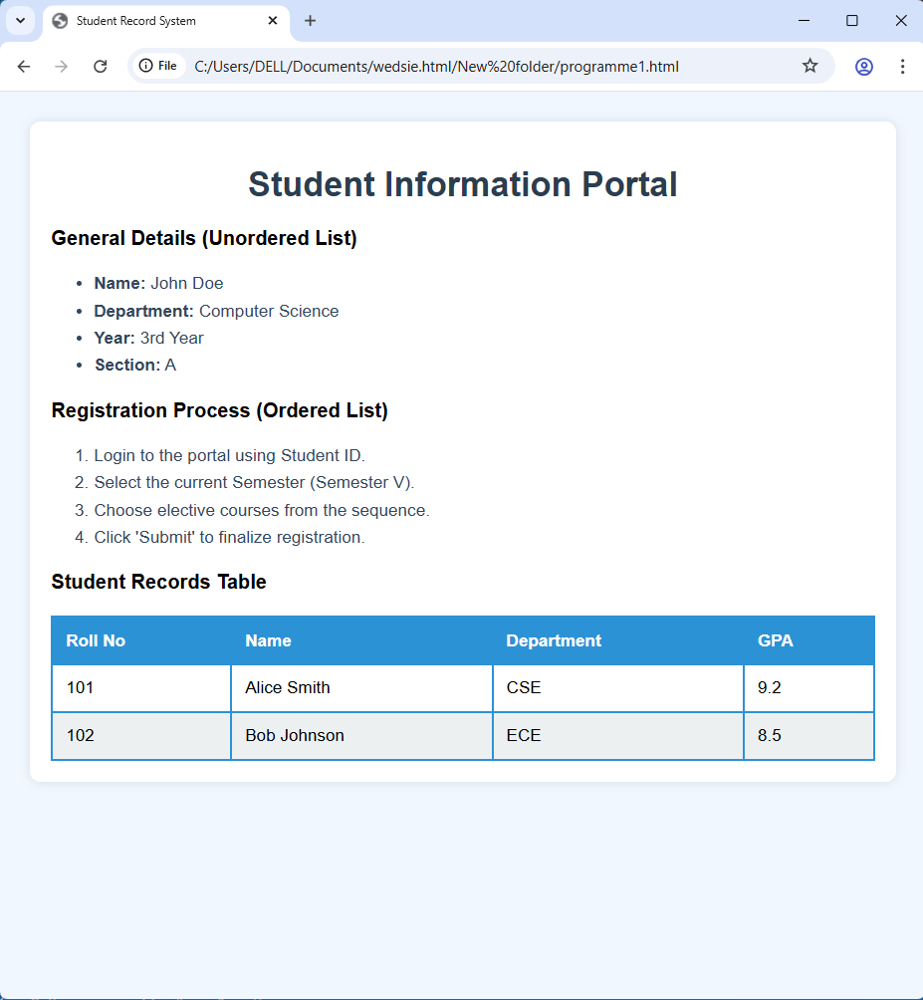 Student Record System
File
C:/Users/DELL/Documents/wedsie.html/New%20folder/programme1.html
Student Information Portal
General Details (Unordered List)
• Name: John Doe
• Department: Computer Science
• Year: 3rd Year
• Section: A
Registration Process (Ordered List)
1. Login to the portal using Student ID.
2. Select the current Semester (Semester V).
3. Choose elective courses from the sequence.
4. Click 'Submit' to finalize registration.
Student Records Table
Roll No Name Department GPA
101 Alice Smith CSE 9.2
102 Bob Johnson ECE 8.5